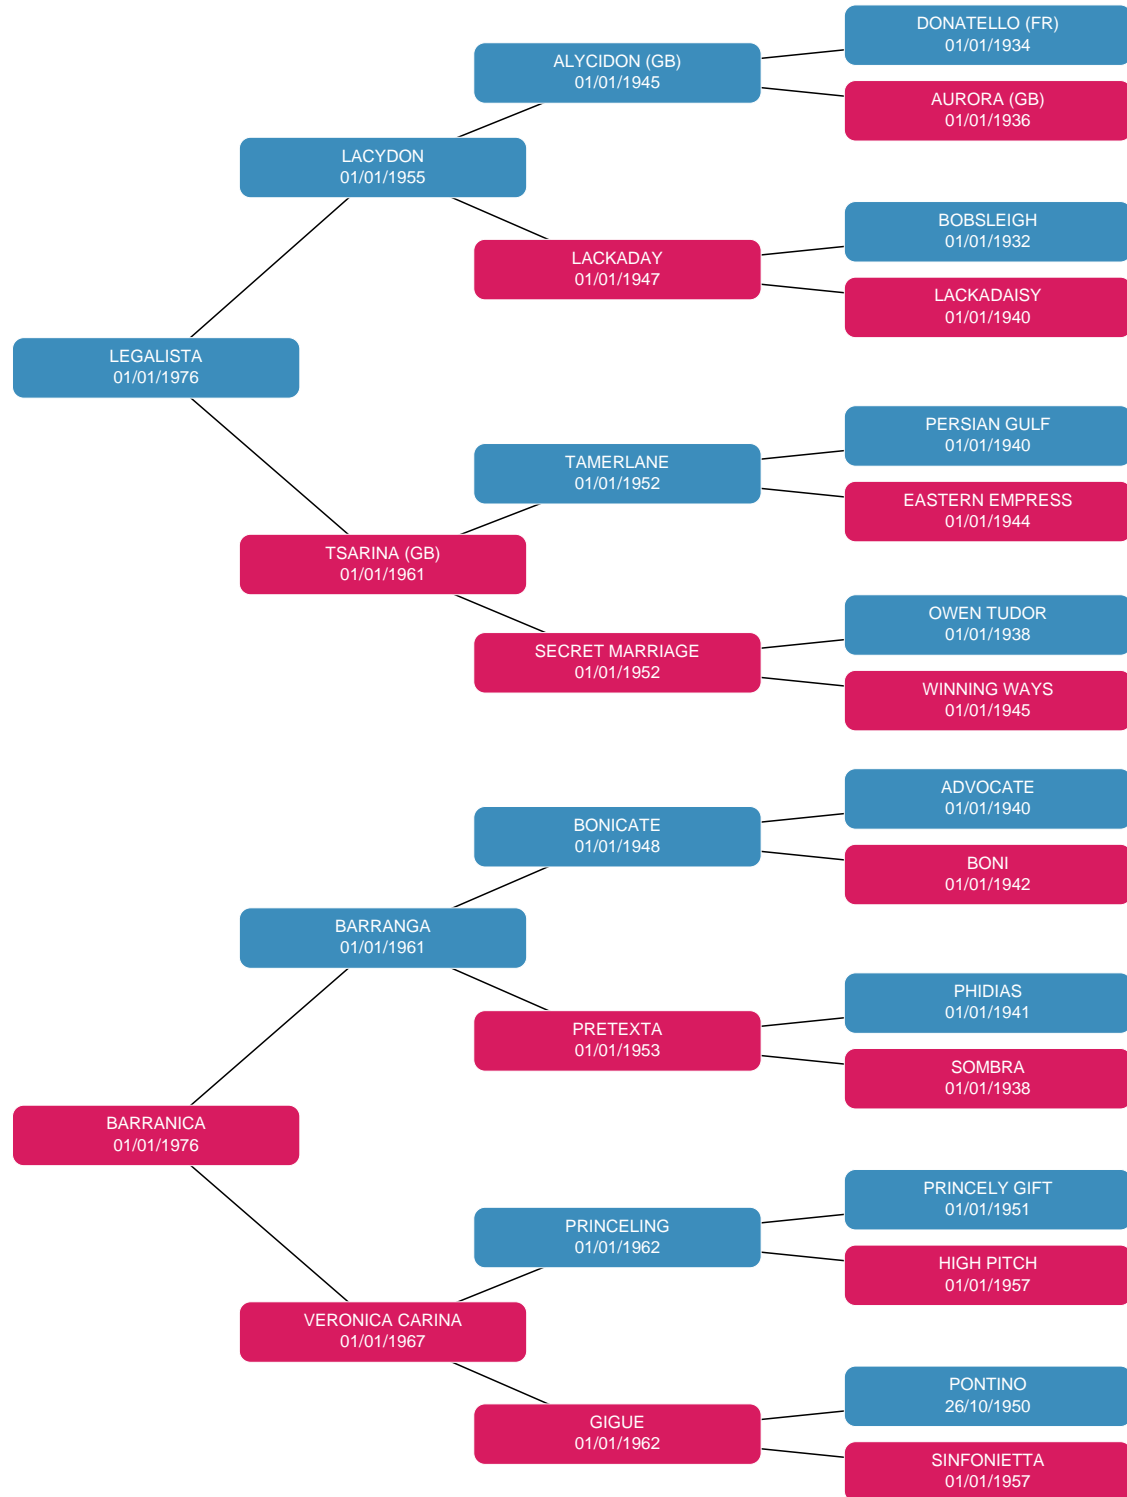 DONATELLO (FR)
01/01/1934
ALYCIDON (GB)
01/01/1945
AURORA (GB)
01/01/1936
LACYDON
01/01/1955
BOBSLEIGH
01/01/1932
LACKADAY
01/01/1947
LACKADAISY
01/01/1940
LEGALISTA
01/01/1976
PERSIAN GULF
01/01/1940
TAMERLANE
01/01/1952
EASTERN EMPRESS
01/01/1944
TSARINA (GB)
01/01/1961
OWEN TUDOR
01/01/1938
SECRET MARRIAGE
01/01/1952
WINNING WAYS
01/01/1945
ADVOCATE
01/01/1940
BONICATE
01/01/1948
BONI
01/01/1942
BARRANGA
01/01/1961
PHIDIAS
01/01/1941
PRETEXTA
01/01/1953
SOMBRA
01/01/1938
BARRANICA
01/01/1976
PRINCELY GIFT
01/01/1951
PRINCELING
01/01/1962
HIGH PITCH
01/01/1957
VERONICA CARINA
01/01/1967
PONTINO
26/10/1950
GIGUE
01/01/1962
SINFONIETTA
01/01/1957